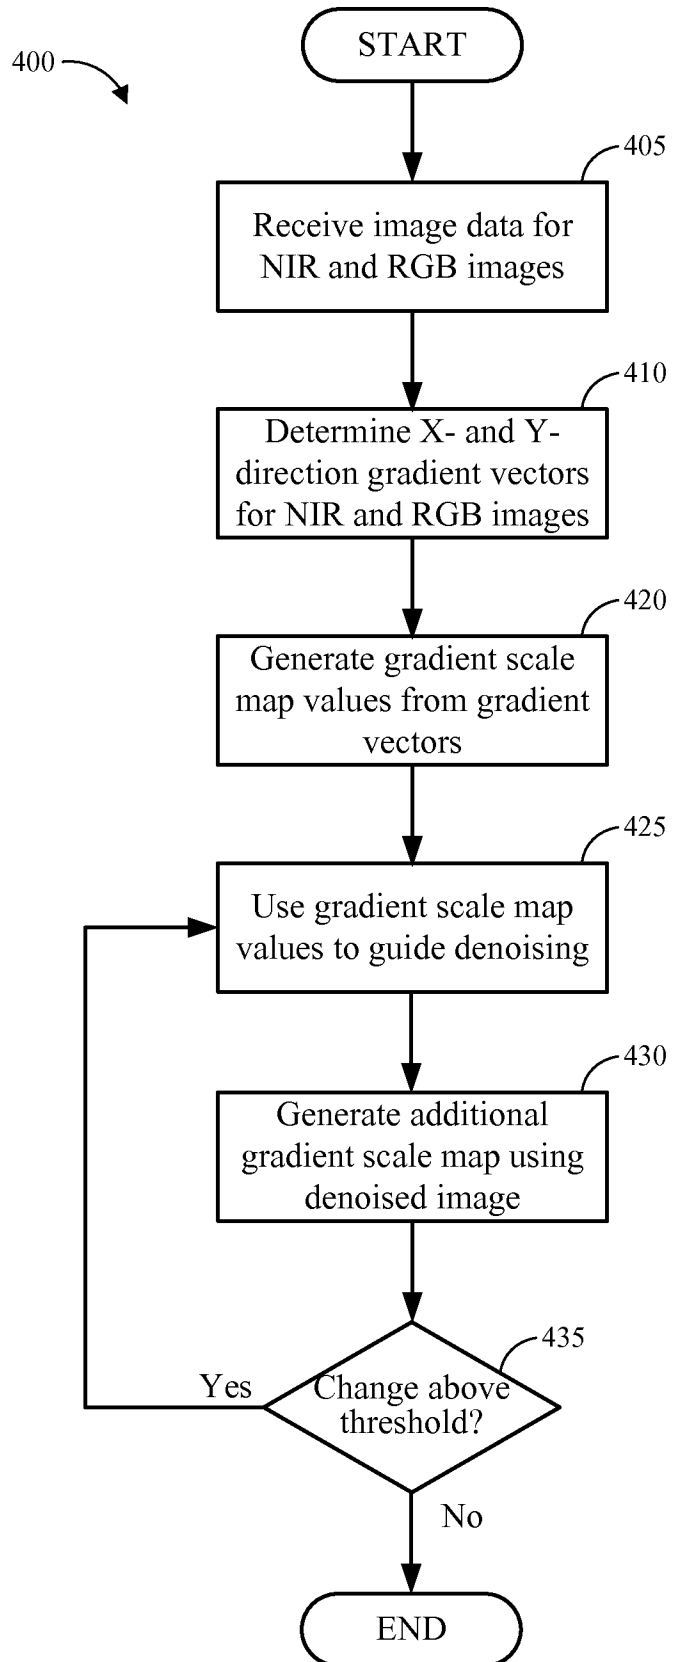 START
400
405
Receive image data for
NIR and RGB images
410
Determine X- and Y-
direction gradient vectors
for NIR and RGB images
420
Generate gradient scale
map values from gradient
vectors
425
Use gradient scale map
values to guide denoising
430
Generate additional
gradient scale map using
denoised image
435
Yes
Change above
threshold?
No
END